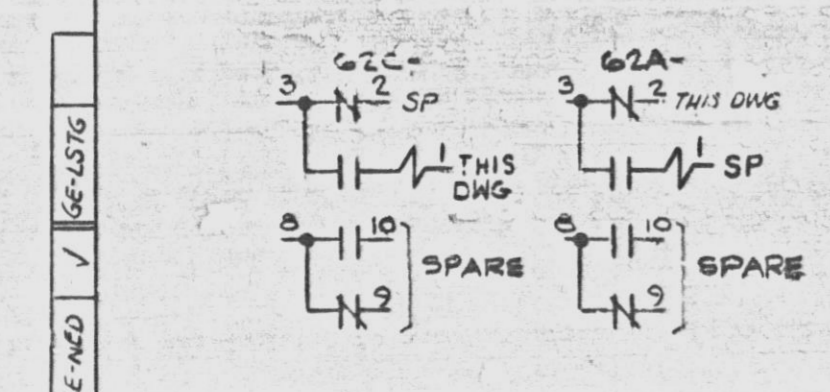 62C-
3 2 SP
1 THIS
DWG
8 10
SPARE
9
62A-
3 2 THIS DWG
1 SP
8 10
SPARE
9
GE-LSTG
√
E-NED